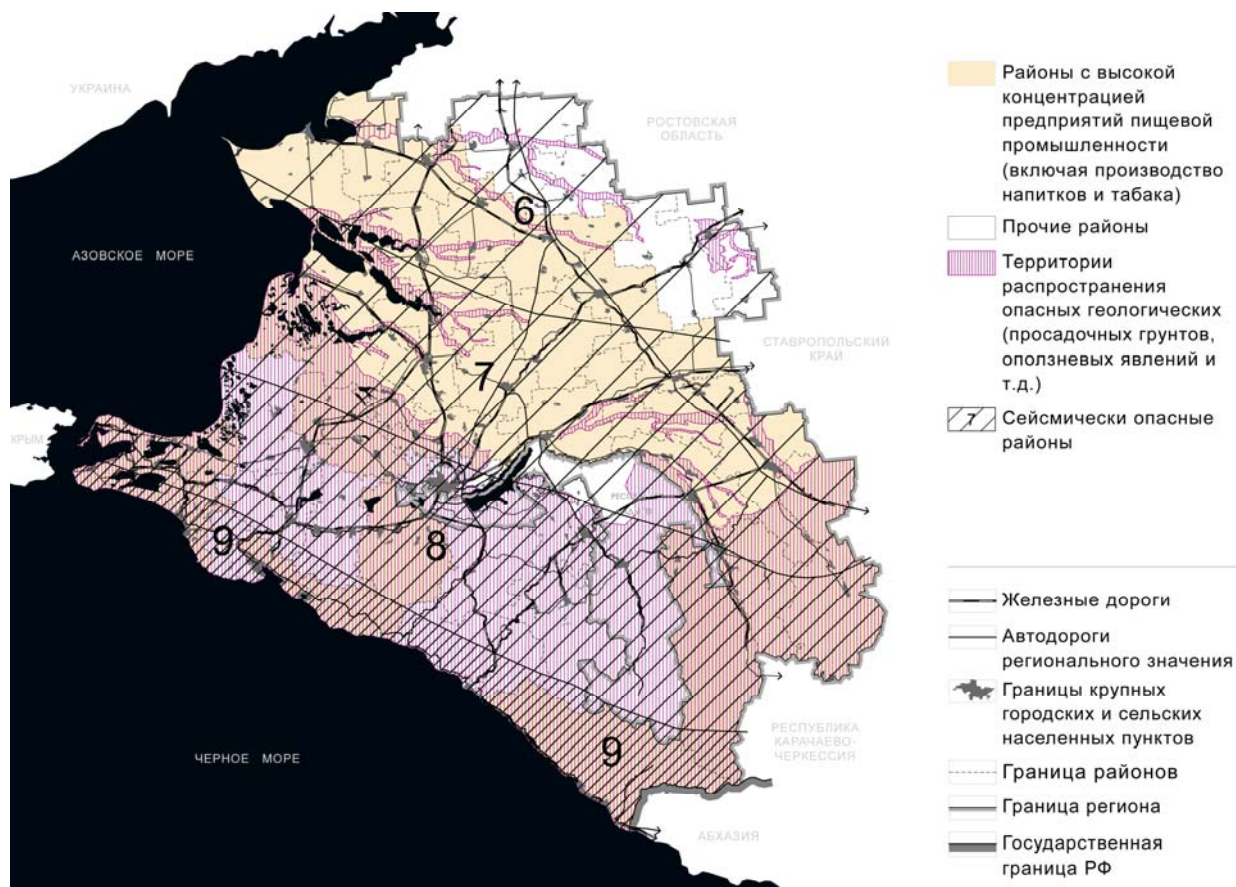 УКРАИНА
РОСТОВСКАЯ
ОБЛАСТЬ
6
АЗОВСКОЕ МОРЕ
СТАВРОПОЛЬСКИЙ
КРАЙ
7
КРЫМ
9
8
9
РЕСПУБЛИКА
КАРАЧАЕВО-
ЧЕРКЕССИЯ
ЧЕРНОЕ МОРЕ
АБХАЗИЯ
Районы с высокой
концентрацией
предприятий пищевой
промышленности
(включая производство
напитков и табака)
Прочие районы
Территории
распространения
опасных геологических
(просадочных грунтов,
оползневых явлений и
т.д.)
7
Сейсмически опасные
районы
Железные дороги
Автодороги
регионального значения
Границы крупных
городских и сельских
населенных пунктов
Граница районов
Граница региона
Государственная
граница РФ